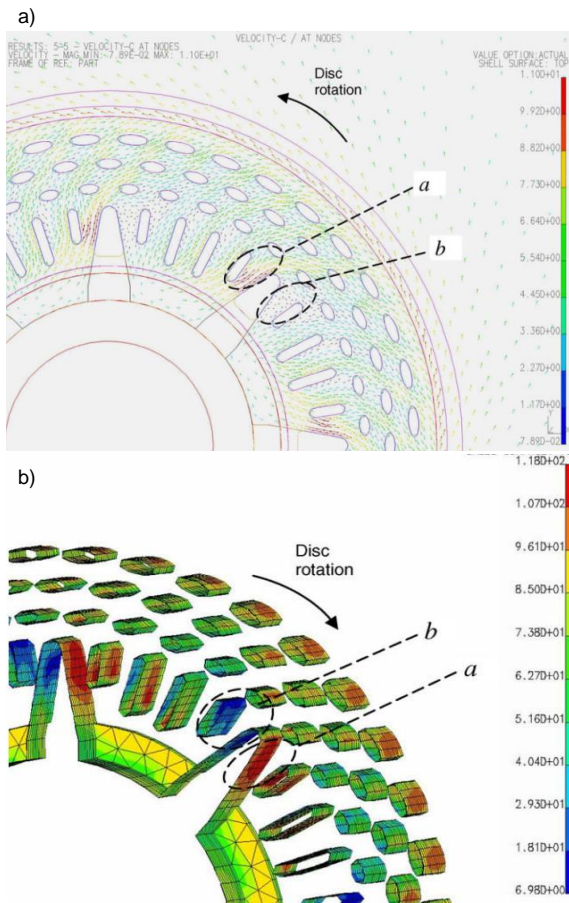 a)
VELOCITY-C / AT NODES
RESULTS: 5-5 - VELOCITY-C AT NODES
VELOCITY - MAG MIN: 7.89E-02 MAX: 1.10E+01
FRAME OF REF: PART
VALUE OPTION:ACTUAL
SHELL SURFACE: TOP
Disc
rotation
a
b
1.10D+01
9.92D+00
8.82D+00
7.73D+00
6.64D+00
5.54D+00
4.45D+00
3.36D+00
2.27D+00
1.17D+00
7.89D-02
b)
Disc
rotation
b
a
1.18D+02
1.07D+02
9.61D+01
8.50D+01
7.38D+01
6.27D+01
5.16D+01
4.04D+01
2.93D+01
1.81D+01
6.98D+00